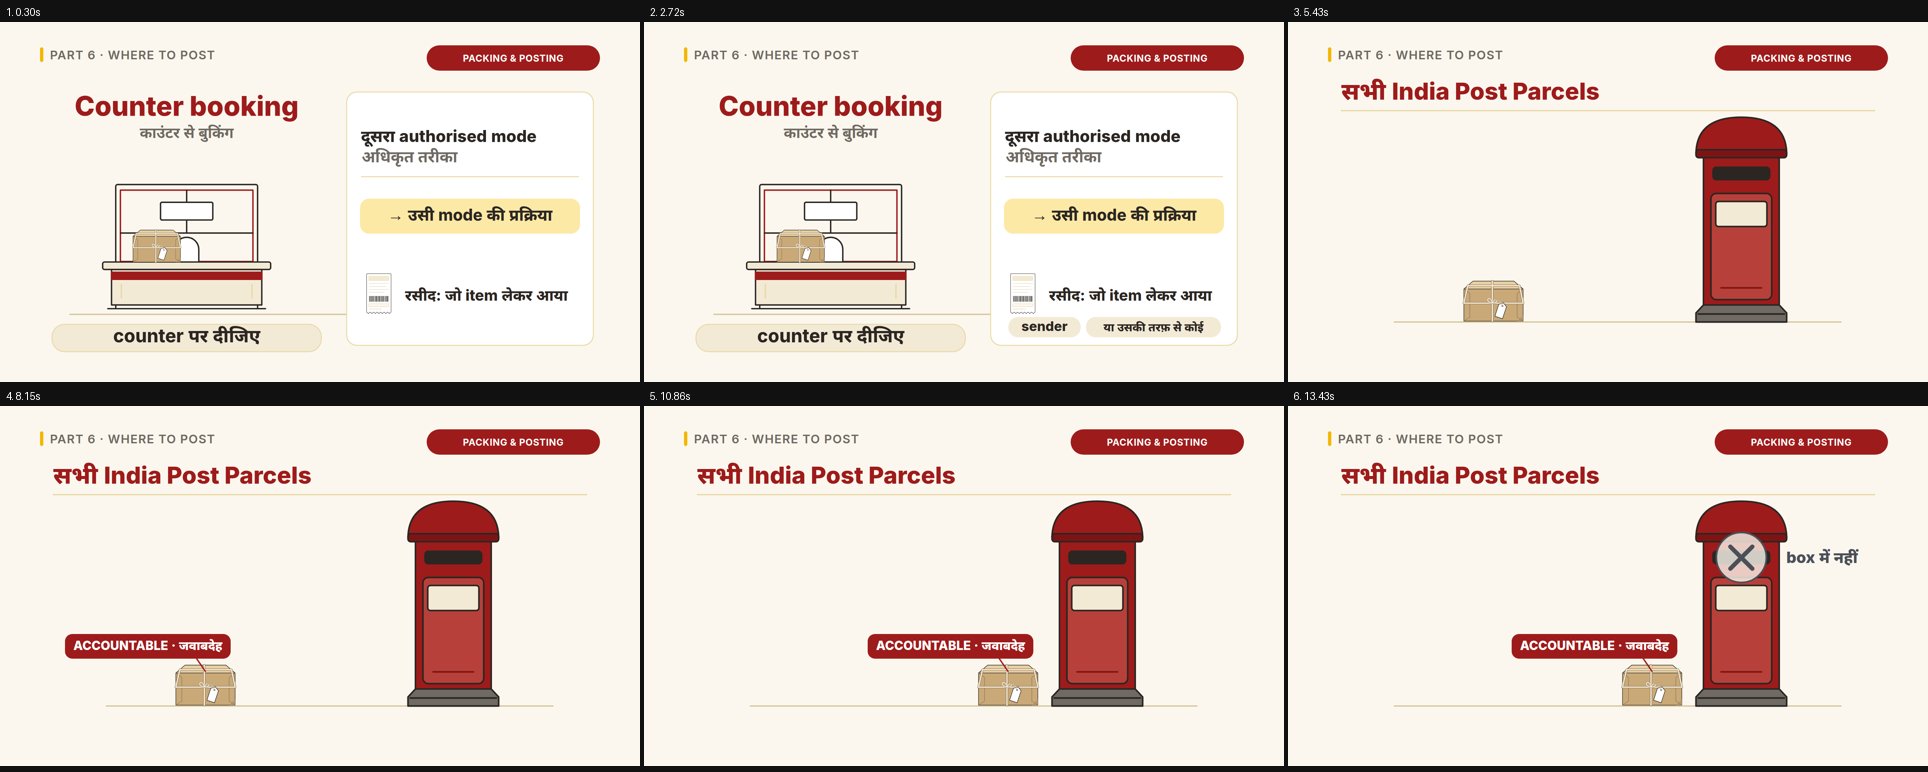 1. 0.30s
PART 6 · WHERE TO POST
PACKING & POSTING
Counter booking
काउंटर से बुकिंग
counter पर दीजिए
दूसरा authorised mode
अधिकृत तरीका
→ उसी mode की प्रक्रिया
रसीद: जो item लेकर आया
2. 2.72s
PART 6 · WHERE TO POST
PACKING & POSTING
Counter booking
काउंटर से बुकिंग
counter पर दीजिए
दूसरा authorised mode
अधिकृत तरीका
→ उसी mode की प्रक्रिया
रसीद: जो item लेकर आया
sender
या उसकी तरफ़ से कोई
3. 5.43s
PART 6 · WHERE TO POST
PACKING & POSTING
सभी India Post Parcels
4. 8.15s
PART 6 · WHERE TO POST
PACKING & POSTING
सभी India Post Parcels
ACCOUNTABLE · जवाबदेह
5. 10.86s
PART 6 · WHERE TO POST
PACKING & POSTING
सभी India Post Parcels
ACCOUNTABLE · जवाबदेह
6. 13.43s
PART 6 · WHERE TO POST
PACKING & POSTING
सभी India Post Parcels
box में नहीं
ACCOUNTABLE · जवाबदेह